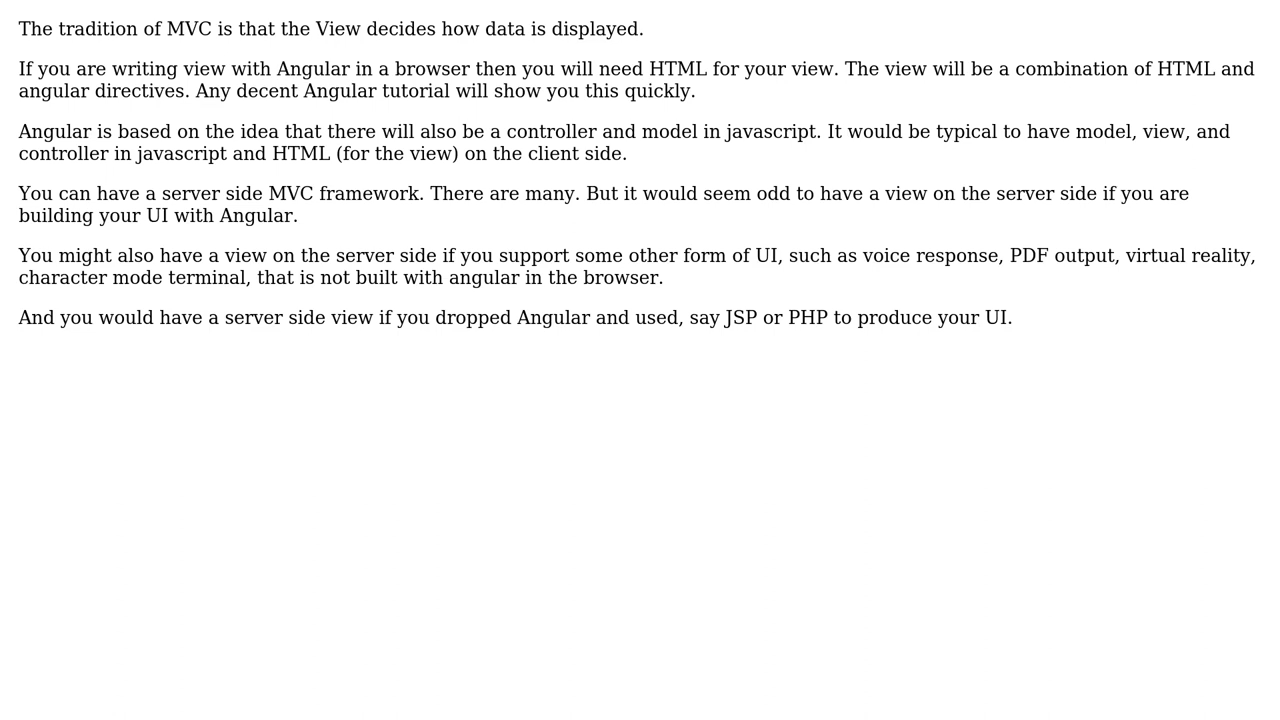 The tradition of MVC is that the View decides how data is displayed.
If you are writing view with Angular in a browser then you will need HTML for your view. The view will be a combination of HTML and
angular directives. Any decent Angular tutorial will show you this quickly.
Angular is based on the idea that there will also be a controller and model in javascript. It would be typical to have model, view, and
controller in javascript and HTML (for the view) on the client side.
You can have a server side MVC framework. There are many. But it would seem odd to have a view on the server side if you are
building your UI with Angular.
You might also have a view on the server side if you support some other form of UI, such as voice response, PDF output, virtual reality,
character mode terminal, that is not built with angular in the browser.
And you would have a server side view if you dropped Angular and used, say JSP or PHP to produce your UI.